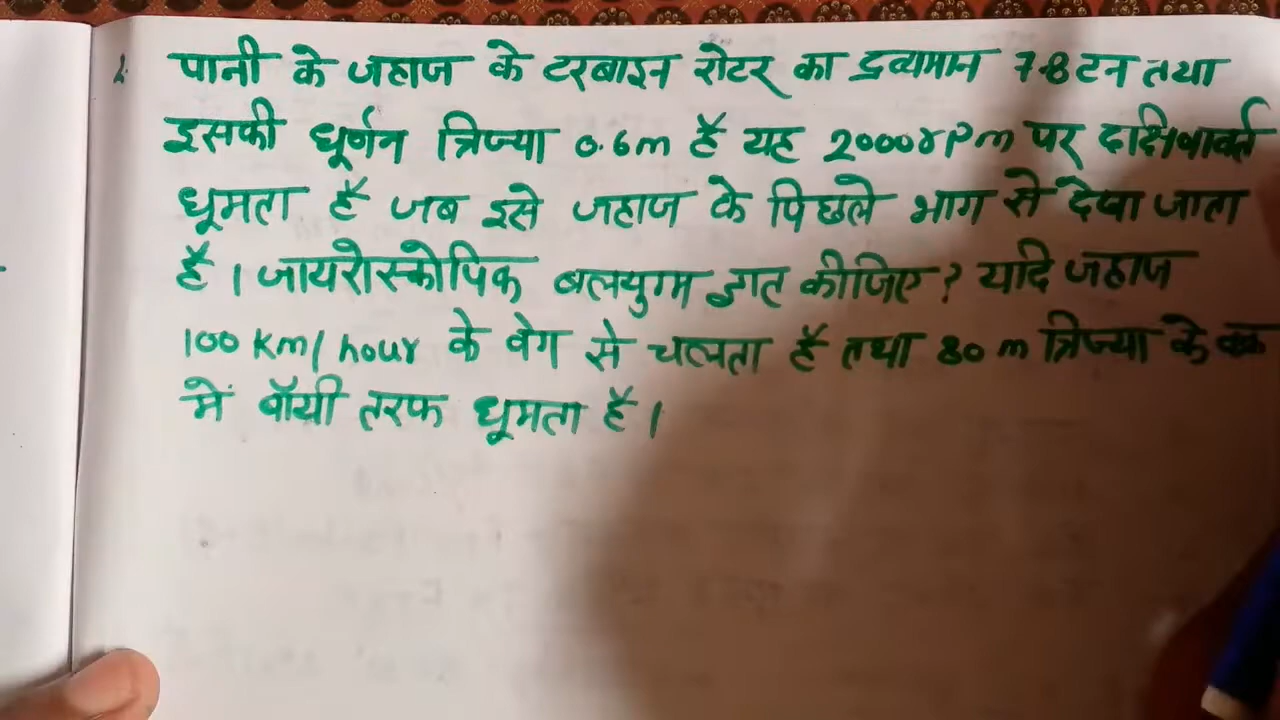 2. पानी के जहाज के टरबाइन रोटर का द्रव्यमान 7.8 टन तथा
इसकी घूर्णन त्रिज्या 0.6m है यह 2000 rpm पर दक्षिणावर्त
घूमता है जब इसे जहाज के पिछले भाग से देखा जाता
है । जायरोस्कोपिक बलयुग्म ज्ञात कीजिए ? यदि जहाज
100 Km/hour के वेग से चलता है तथा 80 m त्रिज्या के
में बॉयी तरफ घूमता है ।